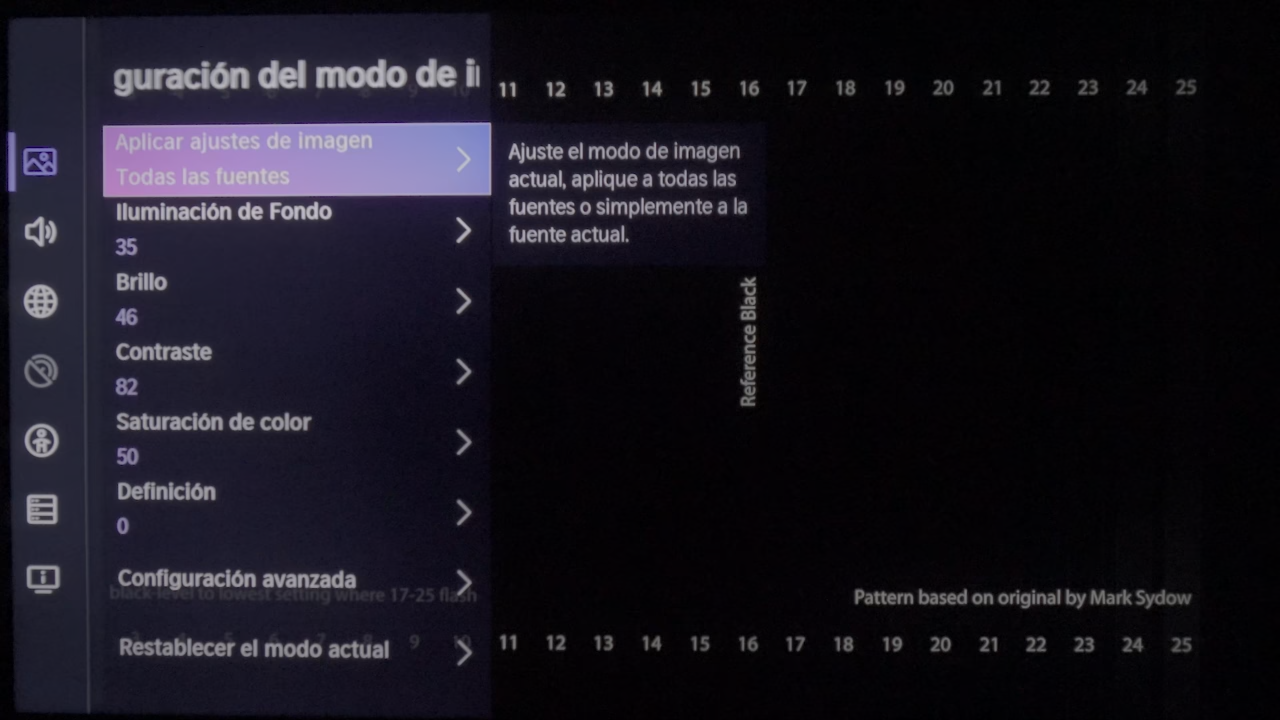 guración del modo de i
11 12 13 14 15 16 17 18 19 20 21 22 23 24 25
Aplicar ajustes de imagen
Todas las fuentes
Ajuste el modo de imagen
actual, aplique a todas las
fuentes o simplemente a la
fuente actual.
Iluminación de Fondo
35
Brillo
46
Contraste
82
Saturación de color
50
Definición
0
Reference Black
Configuración avanzada
black-level to lowest setting where 17-25 flash
Pattern based on original by Mark Sydow
Restablecer el modo actual
9 10 11 12 13 14 15 16 17 18 19 20 21 22 23 24 25